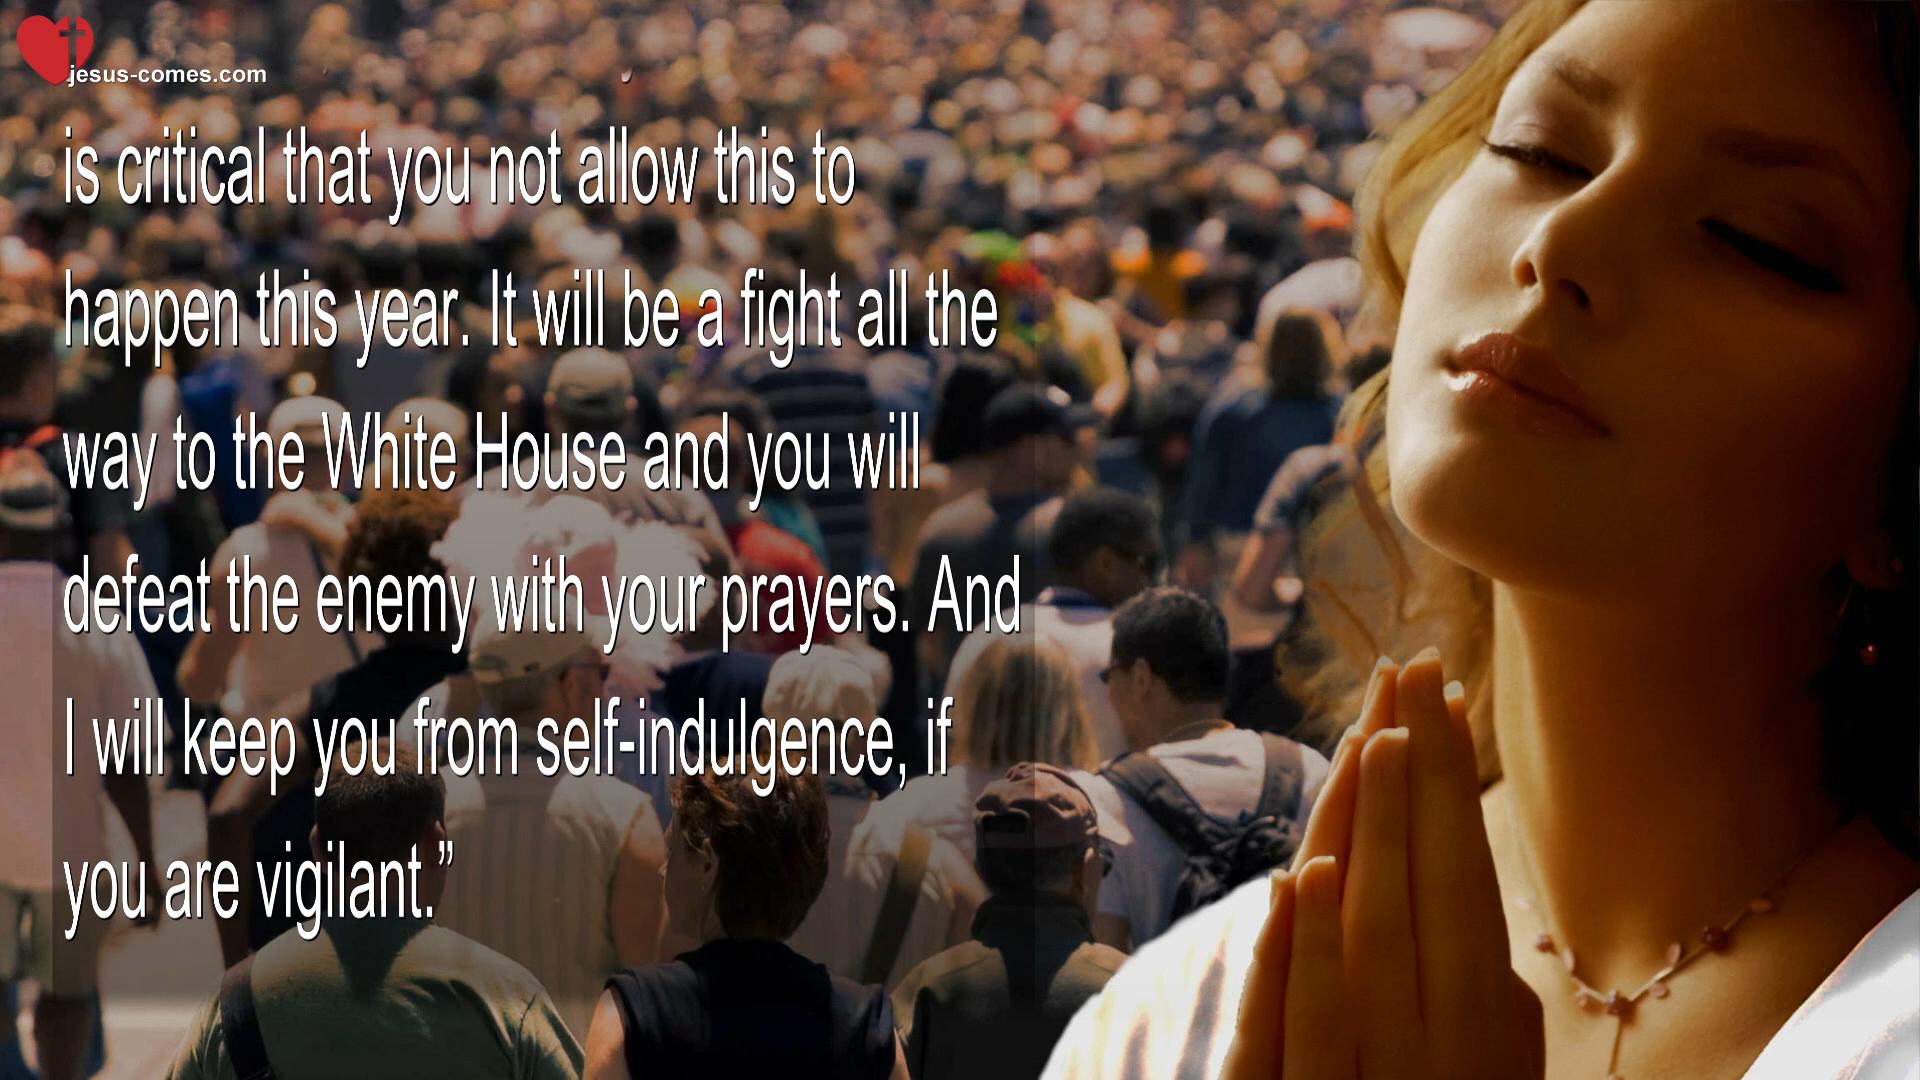 jesus-comes.com
is critical that you not allow this to
happen this year. It will be a fight all the
way to the White House and you will
defeat the enemy with your prayers. And
I will keep you from self-indulgence, if
you are vigilant.”